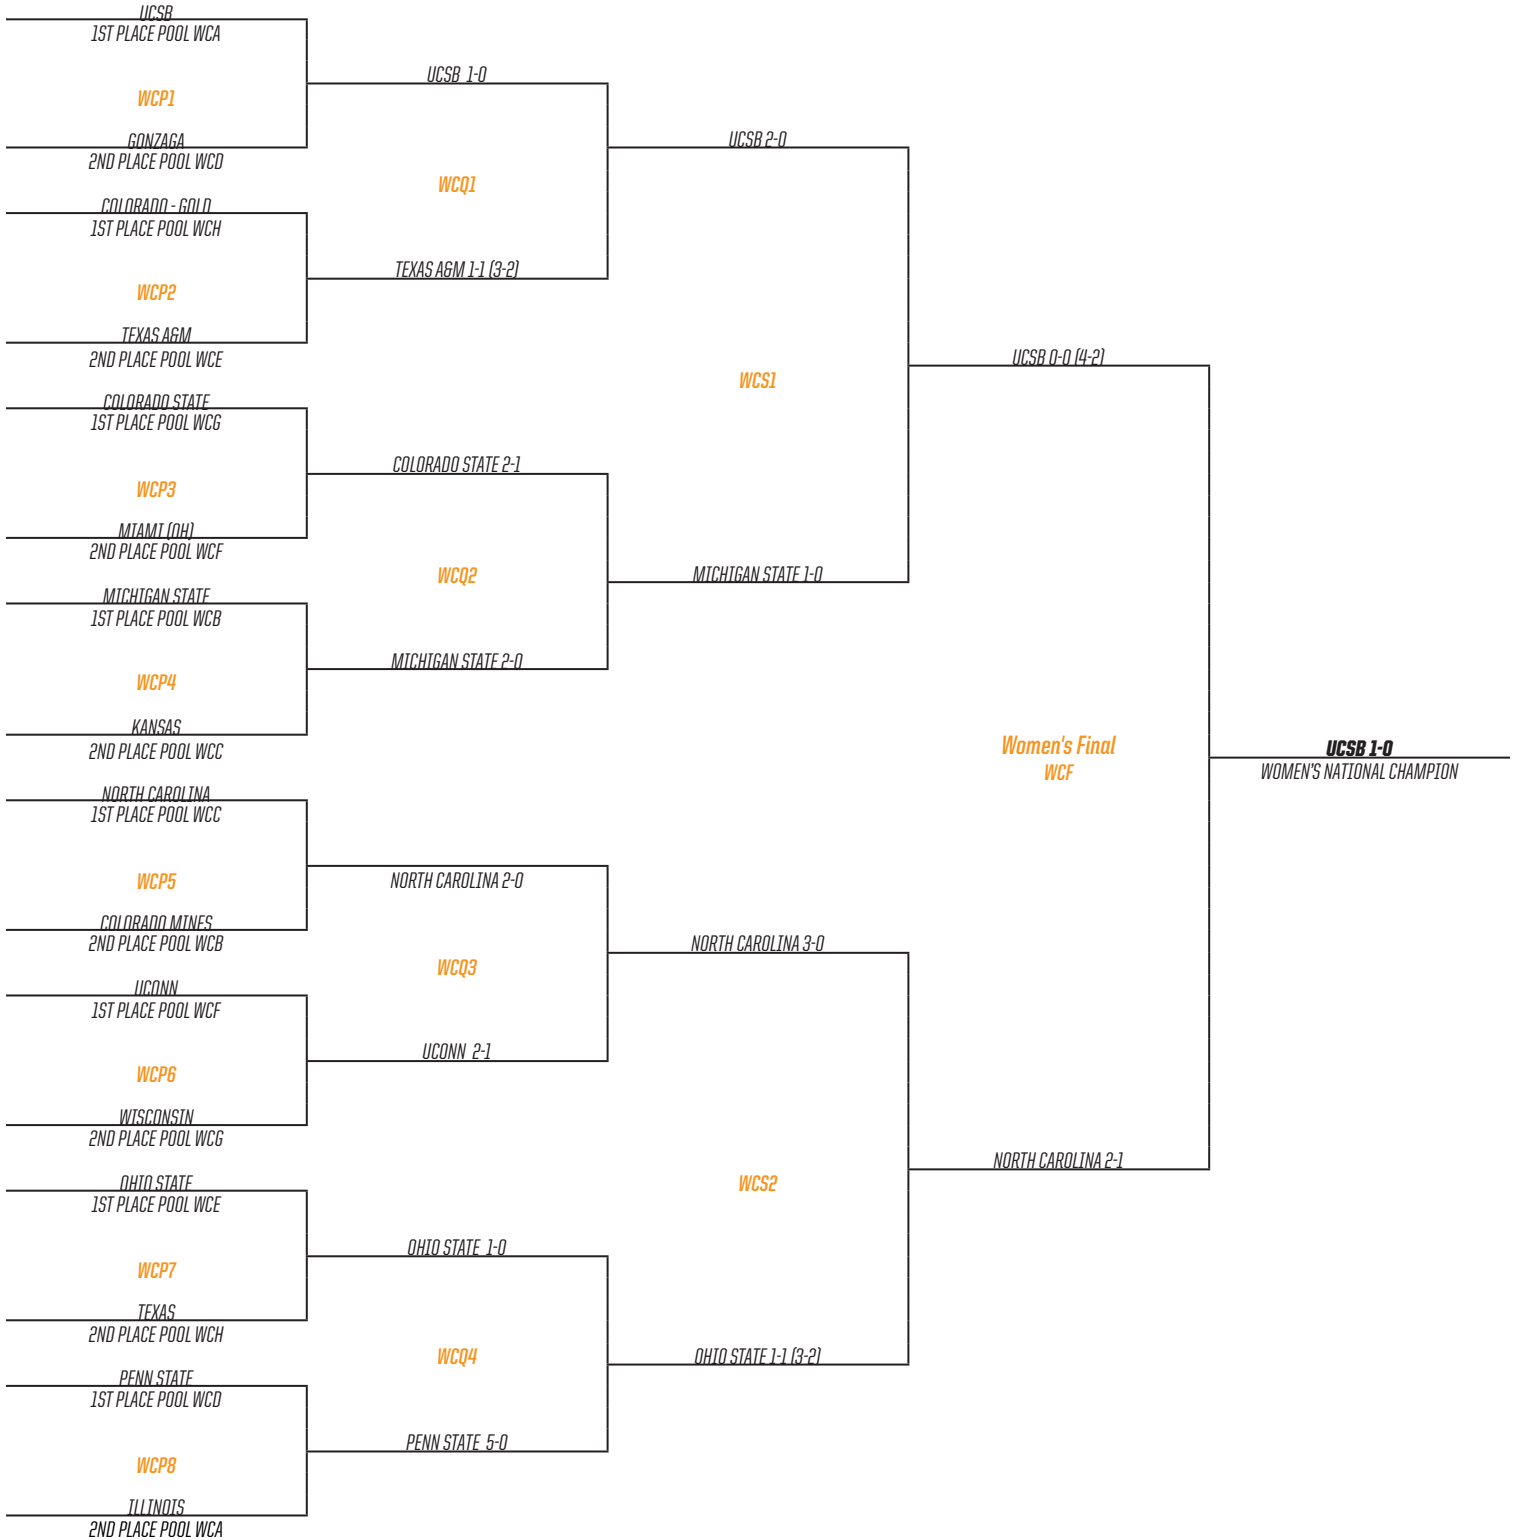 UCSB
1ST PLACE POOL WCA
WCP1
GONZAGA
2ND PLACE POOL WCD
COLORADO - GOLD
1ST PLACE POOL WCH
WCP2
TEXAS A&M
2ND PLACE POOL WCE
COLORADO STATE
1ST PLACE POOL WCG
WCP3
MIAMI (OH)
2ND PLACE POOL WCF
MICHIGAN STATE
1ST PLACE POOL WCB
WCP4
KANSAS
2ND PLACE POOL WCC
NORTH CAROLINA
1ST PLACE POOL WCC
WCP5
COLORADO MINES
2ND PLACE POOL WCB
UCONN
1ST PLACE POOL WCF
WCP6
WISCONSIN
2ND PLACE POOL WCG
OHIO STATE
1ST PLACE POOL WCE
WCP7
TEXAS
2ND PLACE POOL WCH
PENN STATE
1ST PLACE POOL WCD
WCP8
ILLINOIS
2ND PLACE POOL WCA
UCSB 1-0
WCQ1
TEXAS A&M 1-1 (3-2)
COLORADO STATE 2-1
WCQ2
MICHIGAN STATE 2-0
NORTH CAROLINA 2-0
WCQ3
UCONN 2-1
OHIO STATE 1-0
WCQ4
PENN STATE 5-0
UCSB 2-0
WCS1
MICHIGAN STATE 1-0
NORTH CAROLINA 3-0
WCS2
OHIO STATE 1-1 (3-2)
UCSB 0-0 (4-2)
Women's Final
WCF
NORTH CAROLINA 2-1
UCSB 1-0
WOMEN'S NATIONAL CHAMPION